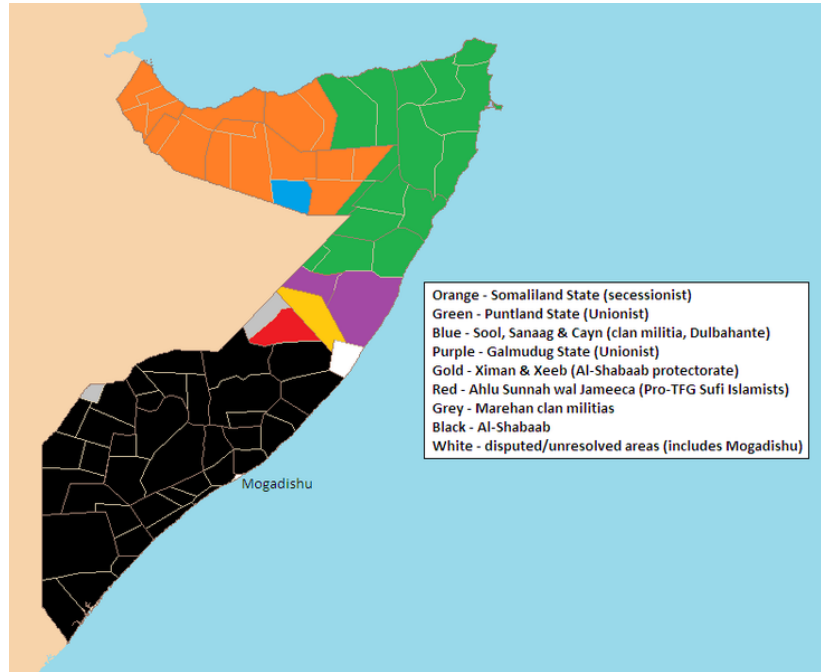 Orange - Somaliland State (secessionist)
Green - Puntland State (Unionist)
Blue - Sool, Sanaag & Cayn (clan militia, Dulbahante)
Purple - Galmudug State (Unionist)
Gold - Ximan & Xeeb (Al-Shabaab protectorate)
Red - Ahlu Sunnah wal Jameeca (Pro-TFG Sufi Islamists)
Grey - Marehan clan militias
Black - Al-Shabaab
White - disputed/unresolved areas (includes Mogadishu)
Mogadishu